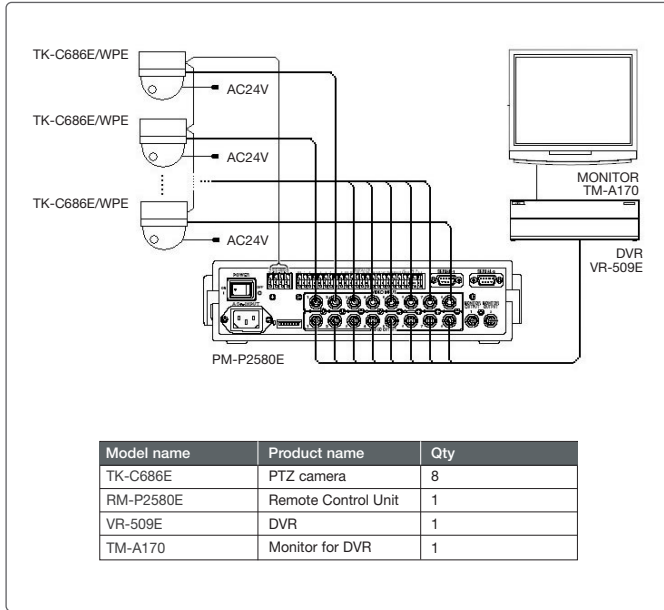 TK-C686E/WPE
AC24V
TK-C686E/WPE
AC24V
TK-C686E/WPE
AC24V
MONITOR
TM-A170
DVR
VR-509E
POWER
PM-P2580E
Model name Product name Qty
TK-C686E PTZ camera 8
RM-P2580E Remote Control Unit 1
VR-509E DVR 1
TM-A170 Monitor for DVR 1